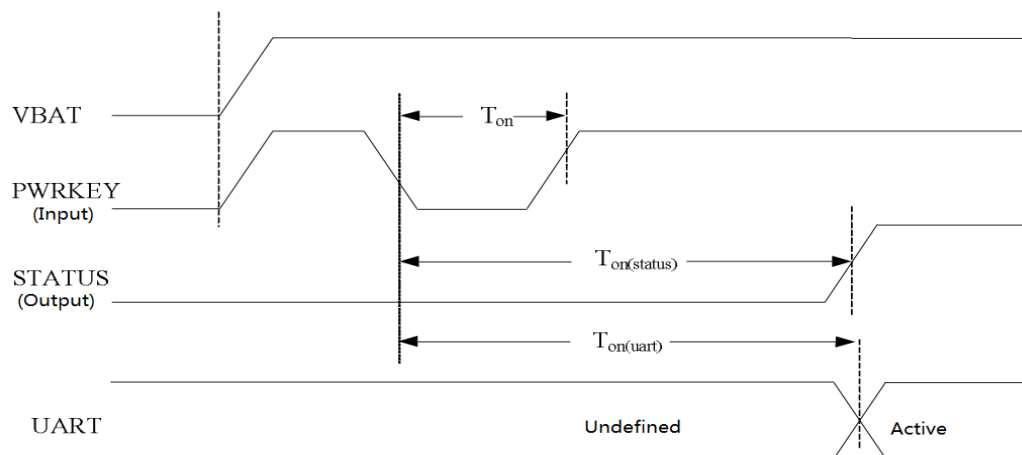 VBAT
Ton
PWRKEY
(Input)
Ton(status)
STATUS
(Output)
Ton(uart)
UART
Undefined
Active